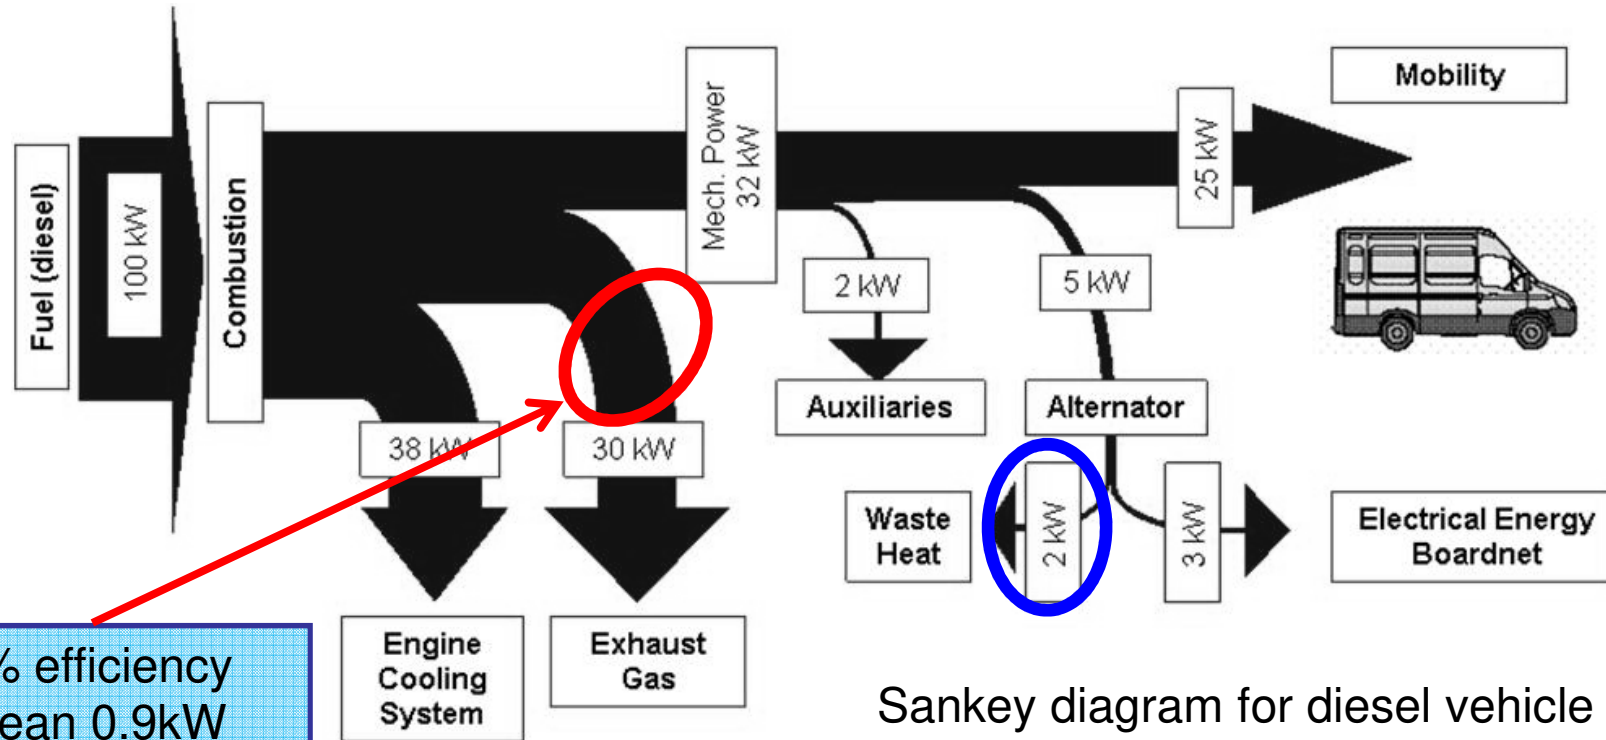 Fuel (diesel)
100 kW
Combustion
Mech. Power
32 kW
25 kW
Mobility
2 kW
5 kW
Auxiliaries
Alternator
38 kW
30 kW
Waste
Heat
2 kW
3 kW
Electrical Energy
Boardnet
Engine
Cooling
System
Exhaust
Gas
% efficiency
ean 0.9kW
Sankey diagram for diesel vehicle